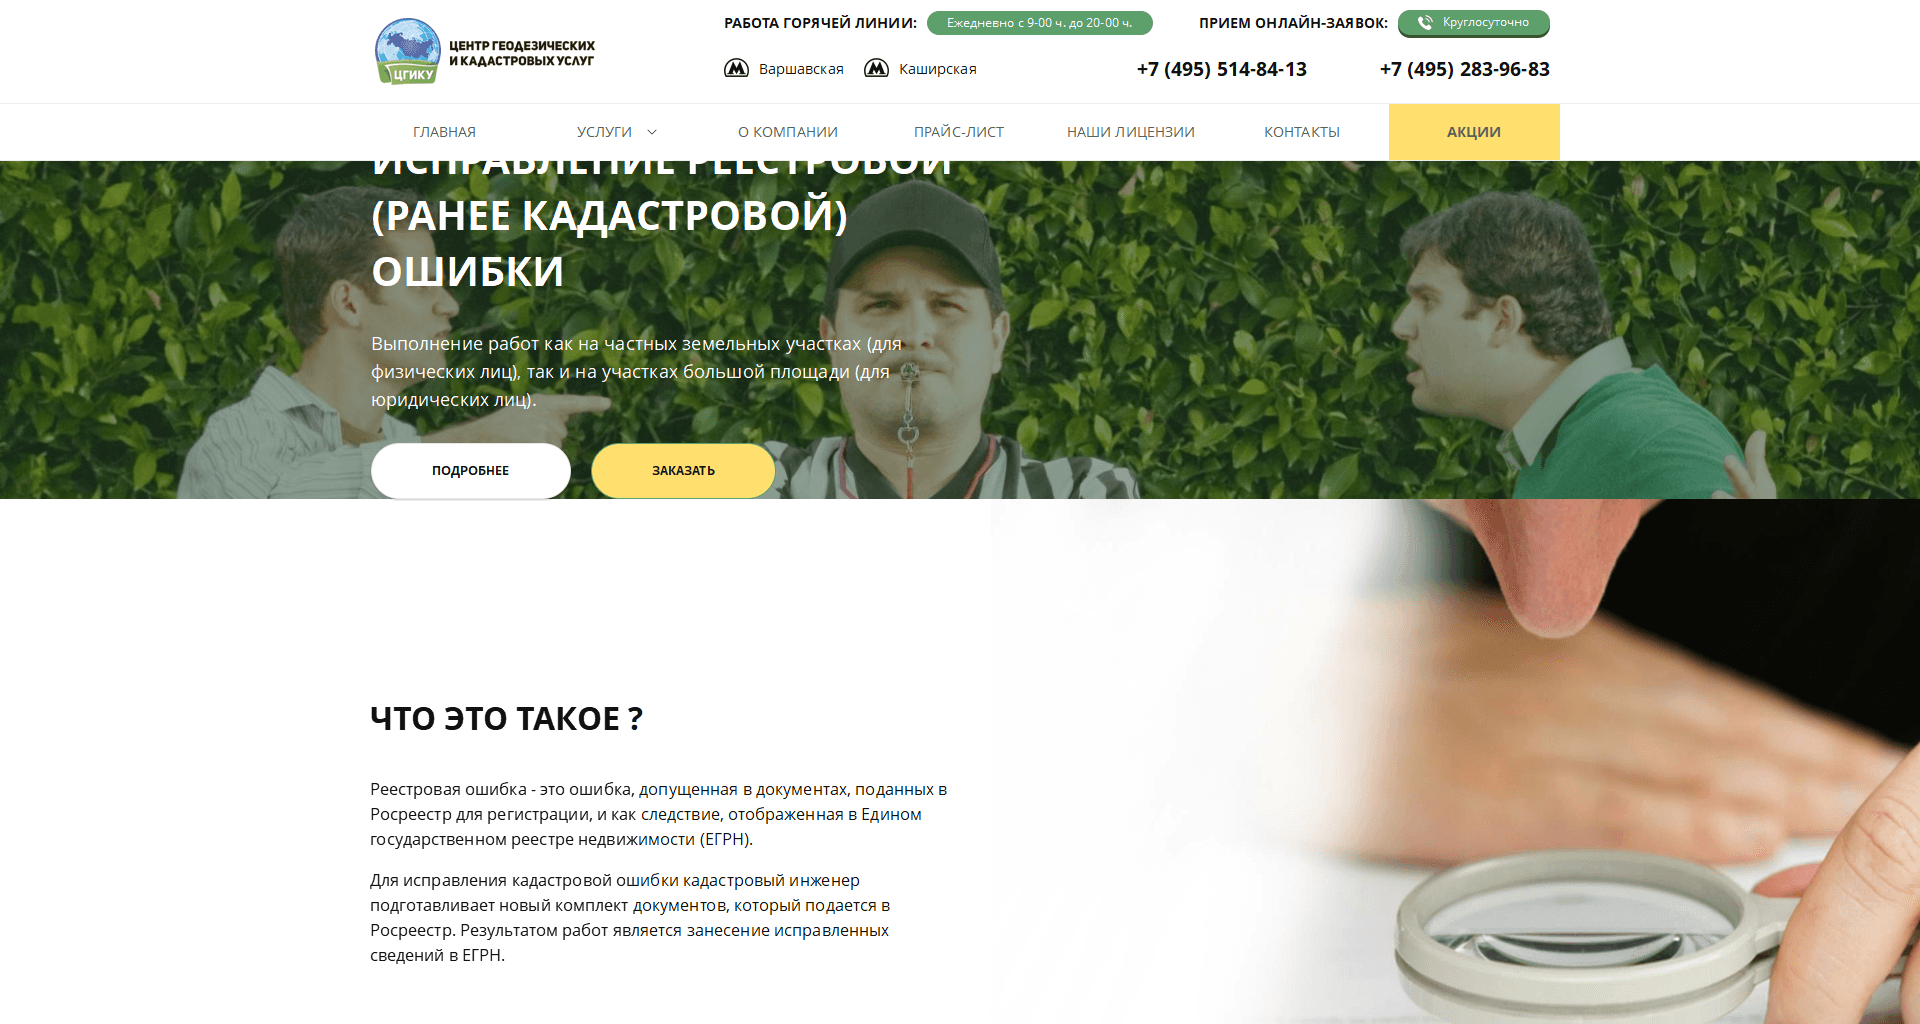 ЦГИКУ
ЦЕНТР ГЕОДЕЗИЧЕСКИХ
И КАДАСТРОВЫХ УСЛУГ
РАБОТА ГОРЯЧЕЙ ЛИНИИ: Ежедневно с 9-00 ч. до 20-00 ч. ПРИЕМ ОНЛАЙН-ЗАЯВОК: Круглосуточно
Варшавская Каширская +7 (495) 514-84-13 +7 (495) 283-96-83
ГЛАВНАЯ УСЛУГИ О КОМПАНИИ ПРАЙС-ЛИСТ НАШИ ЛИЦЕНЗИИ КОНТАКТЫ АКЦИИ
ИСПРАВЛЕНИЕ РЕЕСТРОВОЙ
(РАНЕЕ КАДАСТРОВОЙ)
ОШИБКИ
Выполнение работ как на частных земельных участках (для
физических лиц), так и на участках большой площади (для
юридических лиц).
ПОДРОБНЕЕ ЗАКАЗАТЬ
ЧТО ЭТО ТАКОЕ ?
Реестровая ошибка - это ошибка, допущенная в документах, поданных в
Росреестр для регистрации, и как следствие, отображенная в Едином
государственном реестре недвижимости (ЕГРН).
Для исправления кадастровой ошибки кадастровый инженер
подготавливает новый комплект документов, который подается в
Росреестр. Результатом работ является занесение исправленных
сведений в ЕГРН.